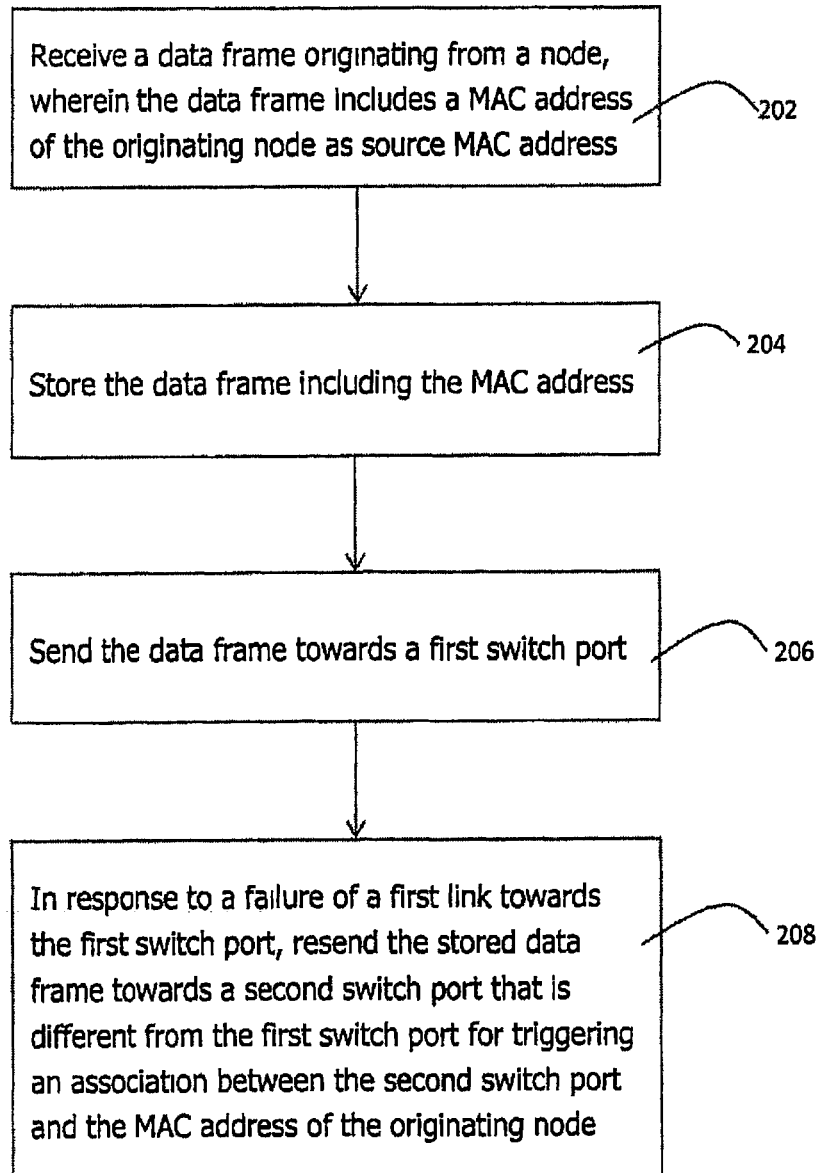 Receive a data frame originating from a node,
wherein the data frame includes a MAC address
of the originating node as source MAC address
202
204
Store the data frame including the MAC address
Send the data frame towards a first switch port
206
In response to a failure of a first link towards
the first switch port, resend the stored data
frame towards a second switch port that is
different from the first switch port for triggering
an association between the second switch port
and the MAC address of the originating node
208